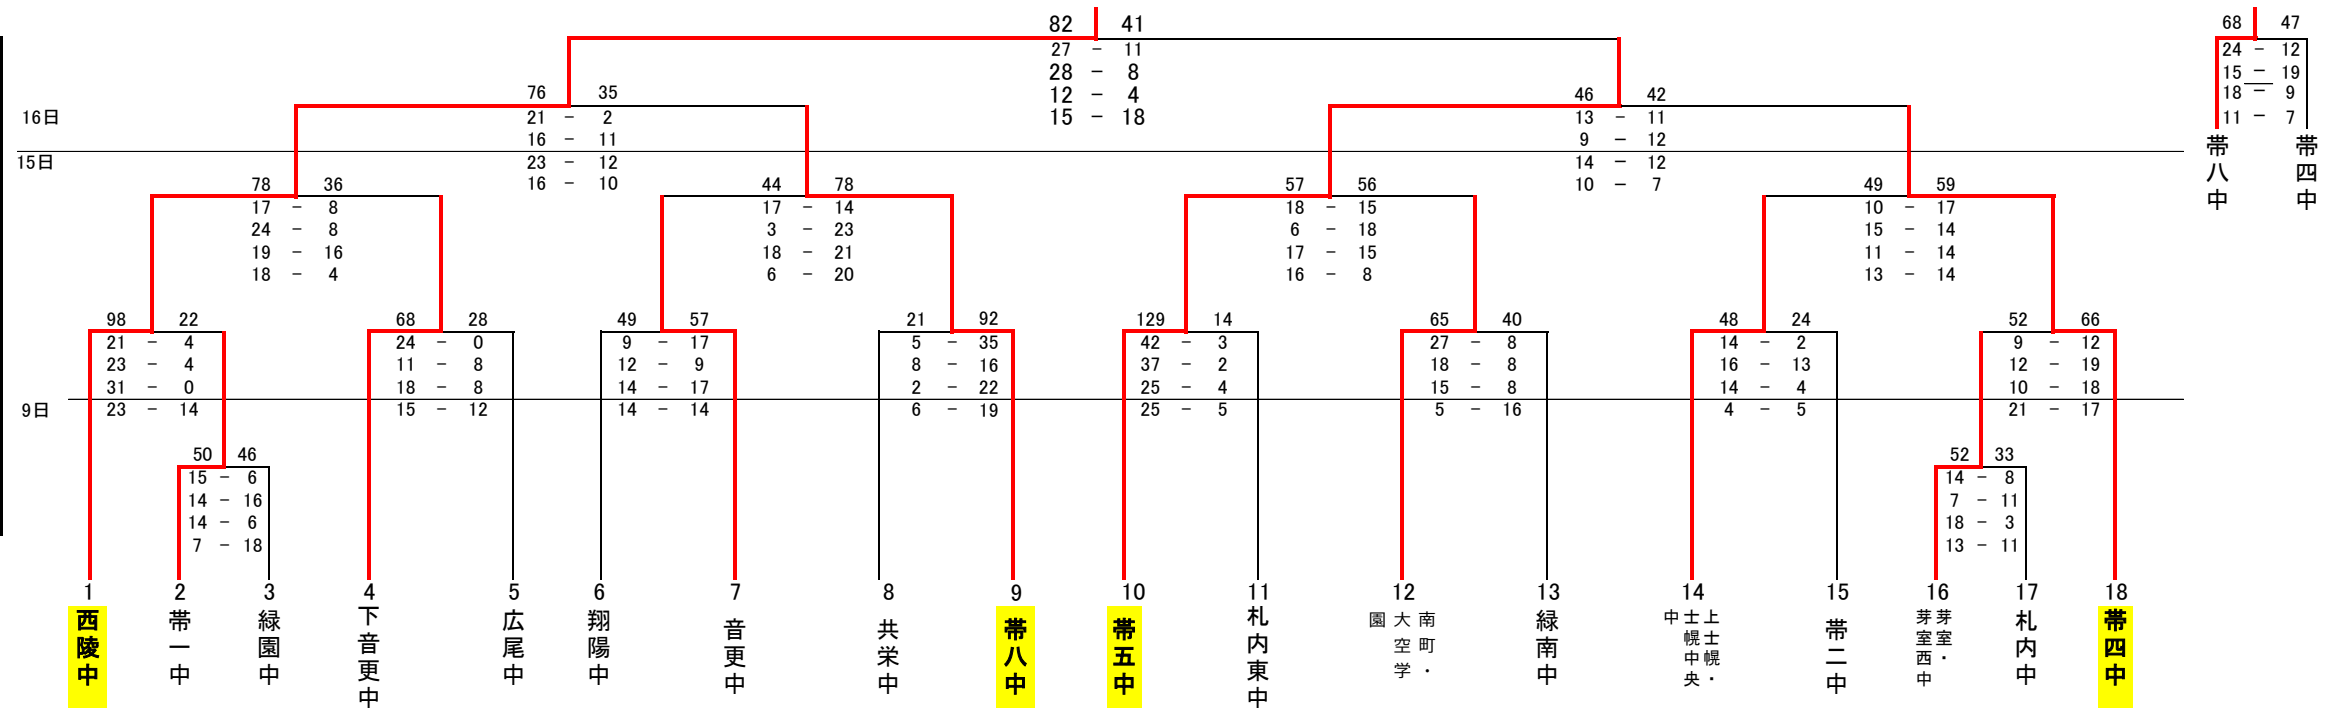 82 41
27 - 11
28 - 8
12 - 4
15 - 18
68 47
24 - 12
15 - 19
18 - 9
11 - 7
帯八中
帯四中
16日
76 35
21 - 2
16 - 11
23 - 12
16 - 10
46 42
13 - 11
9 - 12
14 - 12
10 - 7
15日
78 36
17 - 8
24 - 8
19 - 16
18 - 4
44 78
17 - 14
3 - 23
18 - 21
6 - 20
57 56
18 - 15
6 - 18
17 - 15
16 - 8
49 59
10 - 17
15 - 14
11 - 14
13 - 14
98 22
21 - 4
23 - 4
31 - 0
23 - 14
68 28
24 - 0
11 - 8
18 - 8
15 - 12
49 57
9 - 17
12 - 9
14 - 17
14 - 14
21 92
5 - 35
8 - 16
2 - 22
6 - 19
129 14
42 - 3
37 - 2
25 - 4
25 - 5
65 40
27 - 8
18 - 8
15 - 8
5 - 16
48 24
14 - 2
16 - 13
14 - 4
4 - 5
52 66
9 - 12
12 - 19
10 - 18
21 - 17
9日
50 46
15 - 6
14 - 16
14 - 6
7 - 18
52 33
14 - 8
7 - 11
18 - 3
13 - 11
1
西陵中
2
帯一中
3
緑園中
4
下音更中
5
広尾中
6
翔陽中
7
音更中
8
共栄中
9
帯八中
10
帯五中
11
札内東中
12
南町・
大空学
園
13
緑南中
14
上士幌・
士幌中央
中
15
帯二中
16
芽室・
芽室西中
17
札内中
18
帯四中